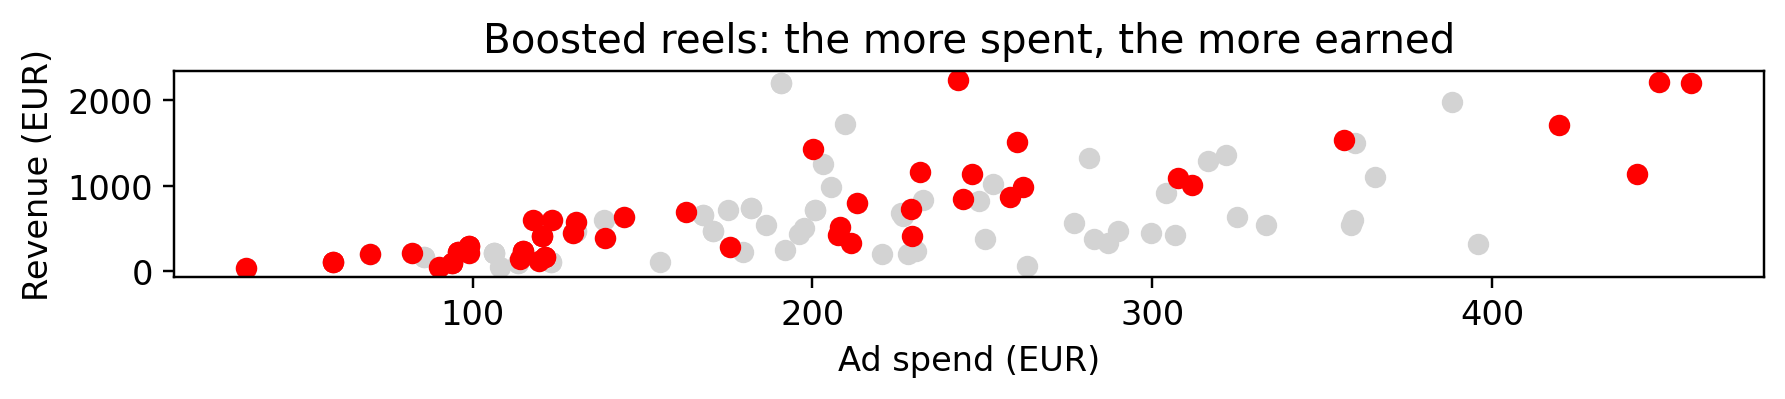 Boosted reels: the more spent, the more earned
Revenue (EUR)
2000
1000
0
100 200 300 400
Ad spend (EUR)